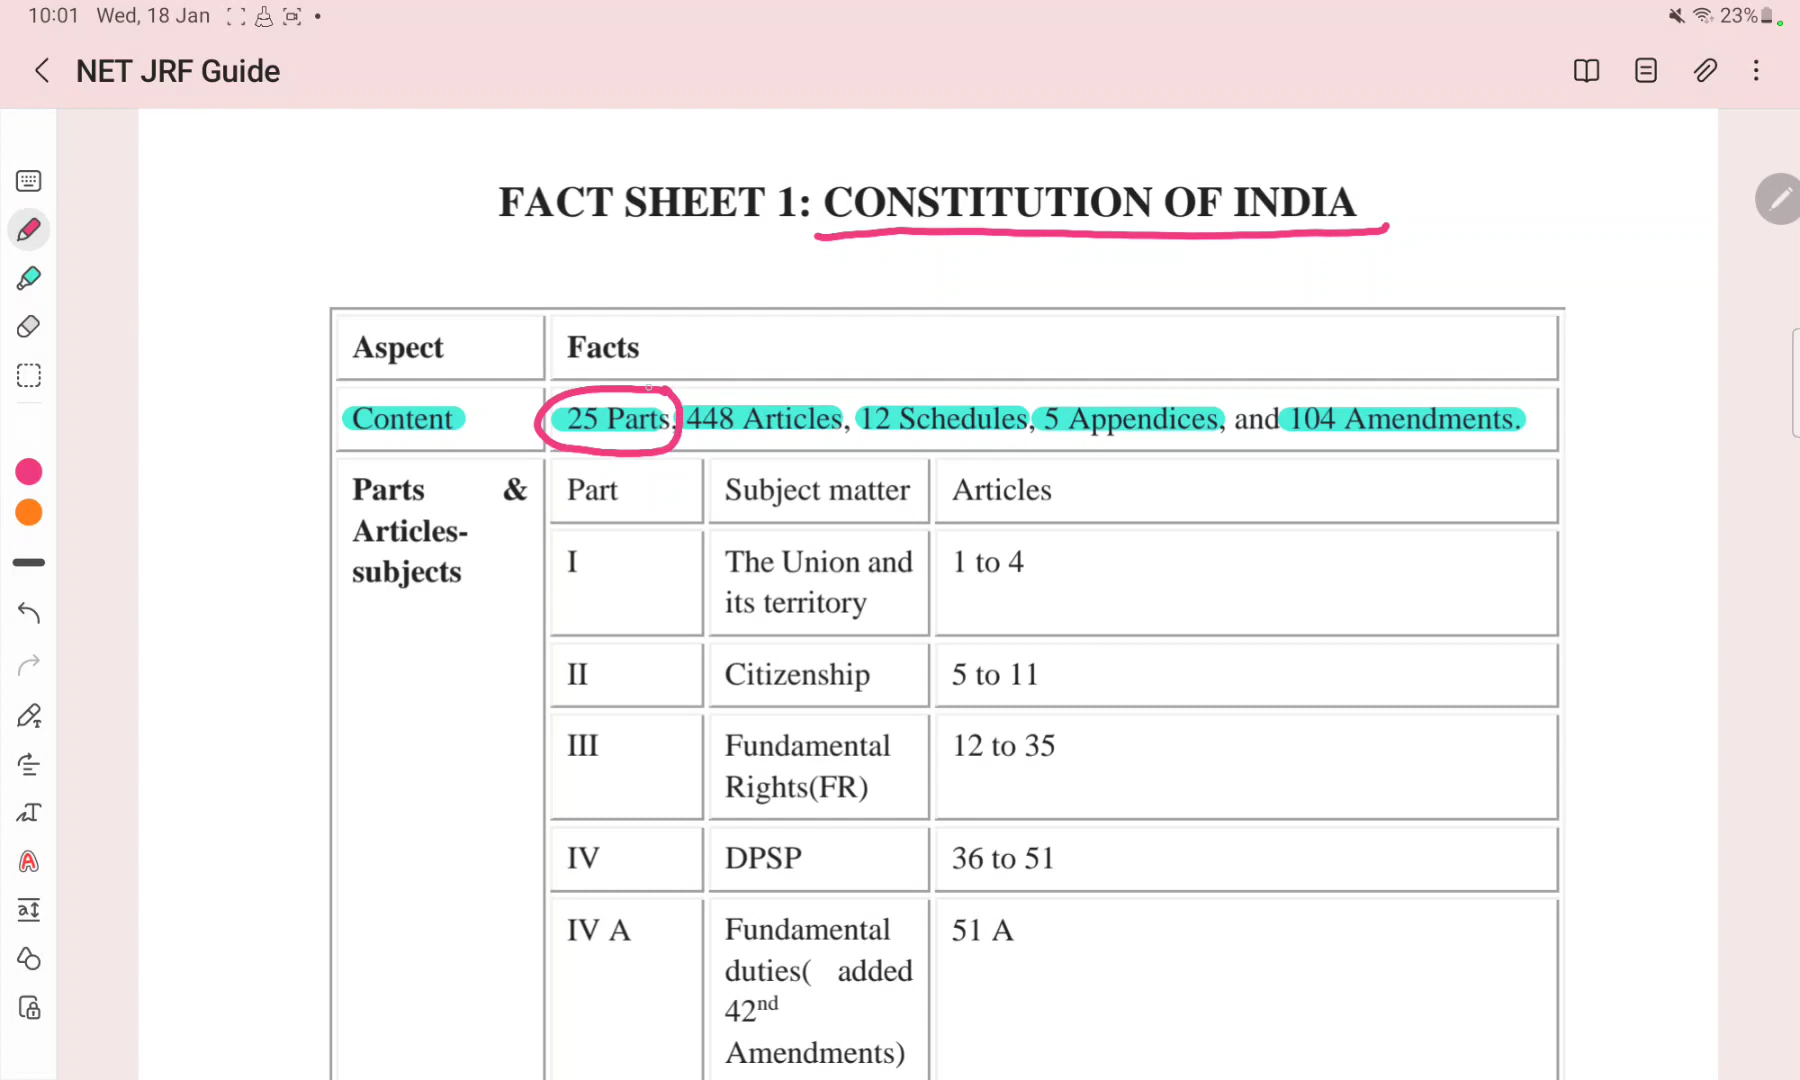 10:01 Wed, 18 Jan
23%
NET JRF Guide
FACT SHEET 1: CONSTITUTION OF INDIA
Aspect Facts
Content 25 Parts, 448 Articles, 12 Schedules, 5 Appendices, and 104 Amendments.
Parts & Articles-subjects
Part Subject matter Articles
I The Union and its territory 1 to 4
II Citizenship 5 to 11
III Fundamental Rights(FR) 12 to 35
IV DPSP 36 to 51
IV A Fundamental duties( added 42nd Amendments) 51 A